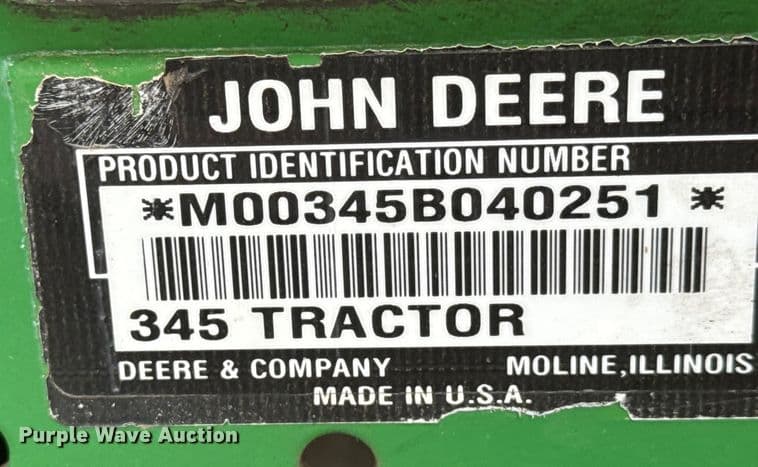 JOHN DEERE
PRODUCT IDENTIFICATION NUMBER
*M00345B040251*
345 TRACTOR
DEERE & COMPANY MOLINE, ILLINOIS
MADE IN U.S.A.
Purple Wave Auction